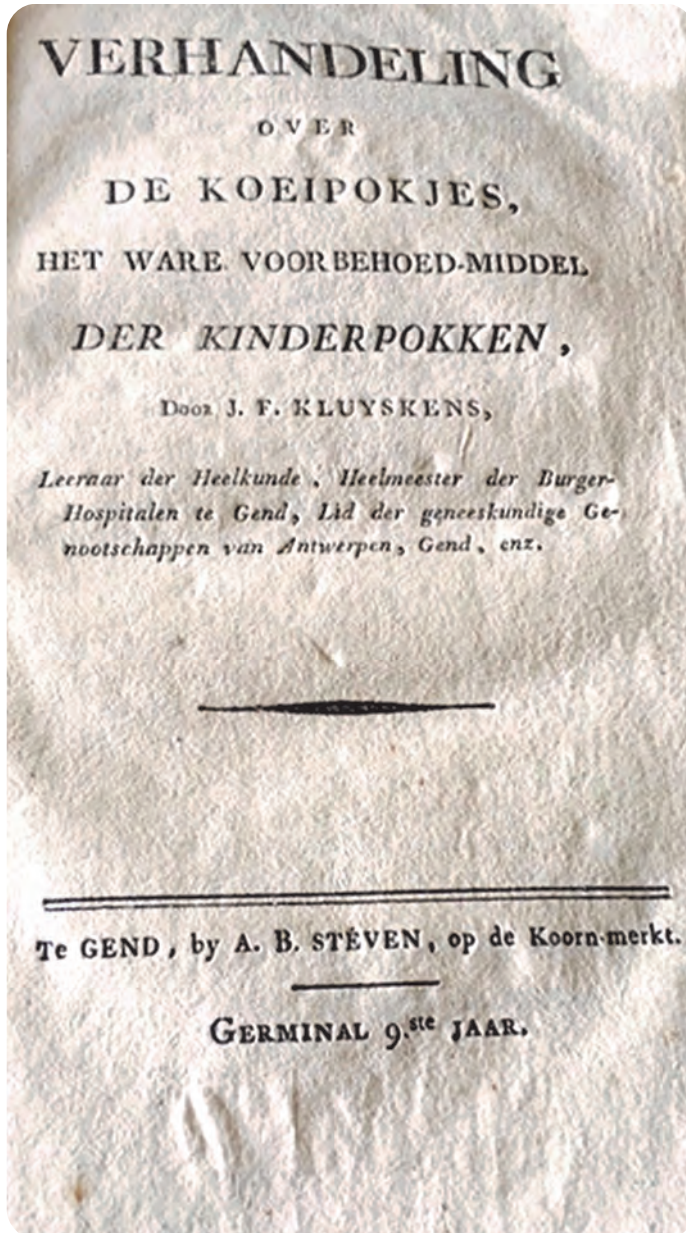 VERHANDELING
OVER
DE KOEIPOKJES,
HET WARE VOORBEHOED-MIDDEL
DER KINDERPOKKEN,
Door J. F. KLUYSKENS,
Leeraar der Heelkunde, Heelmeester der Burger-
Hospitalen te Gend, Lid der geneeskundige Ge-
nootschappen van Antwerpen, Gend, enz.
Te GEND, by A. B. STÉVEN, op de Koorn-merkt.
GERMINAL 9.ste JAAR.